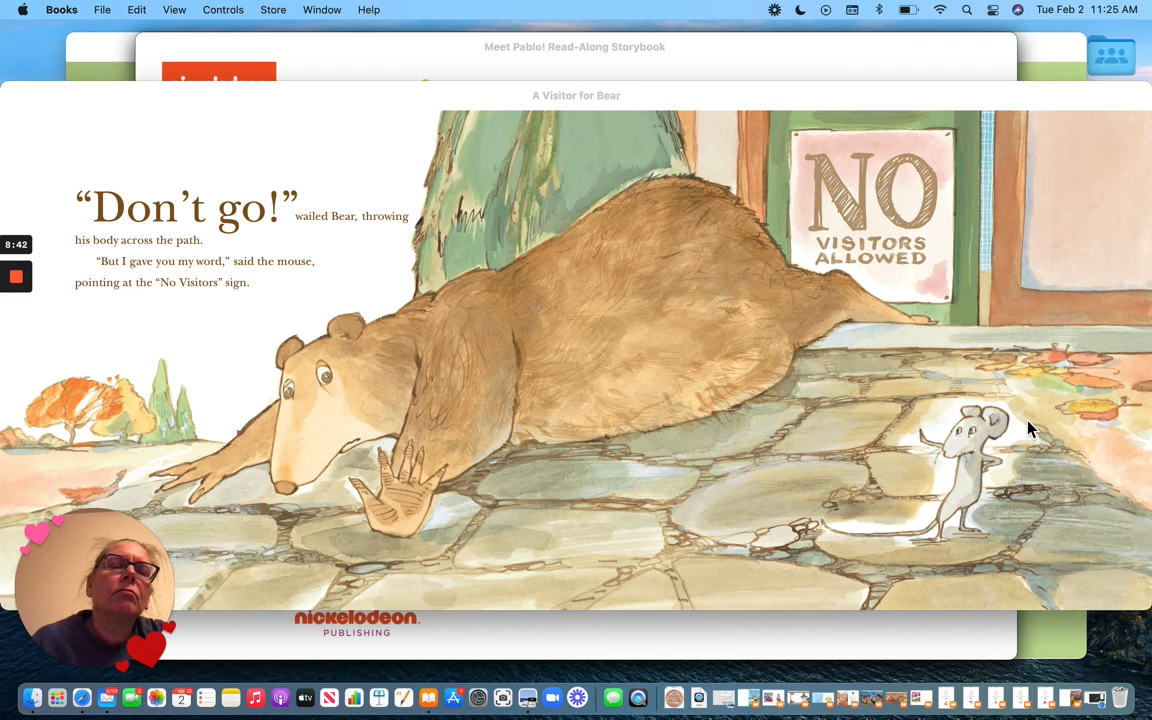 Books File Edit View Controls Store Window Help Tue Feb 2 11:25 AM
Meet Pablo! Read-Along Storybook
A Visitor for Bear
“Don’t go!” wailed Bear, throwing
his body across the path.
“But I gave you my word,” said the mouse,
pointing at the “No Visitors” sign.
NO
VISITORS
ALLOWED
8:42
nickelodeon
PUBLISHING